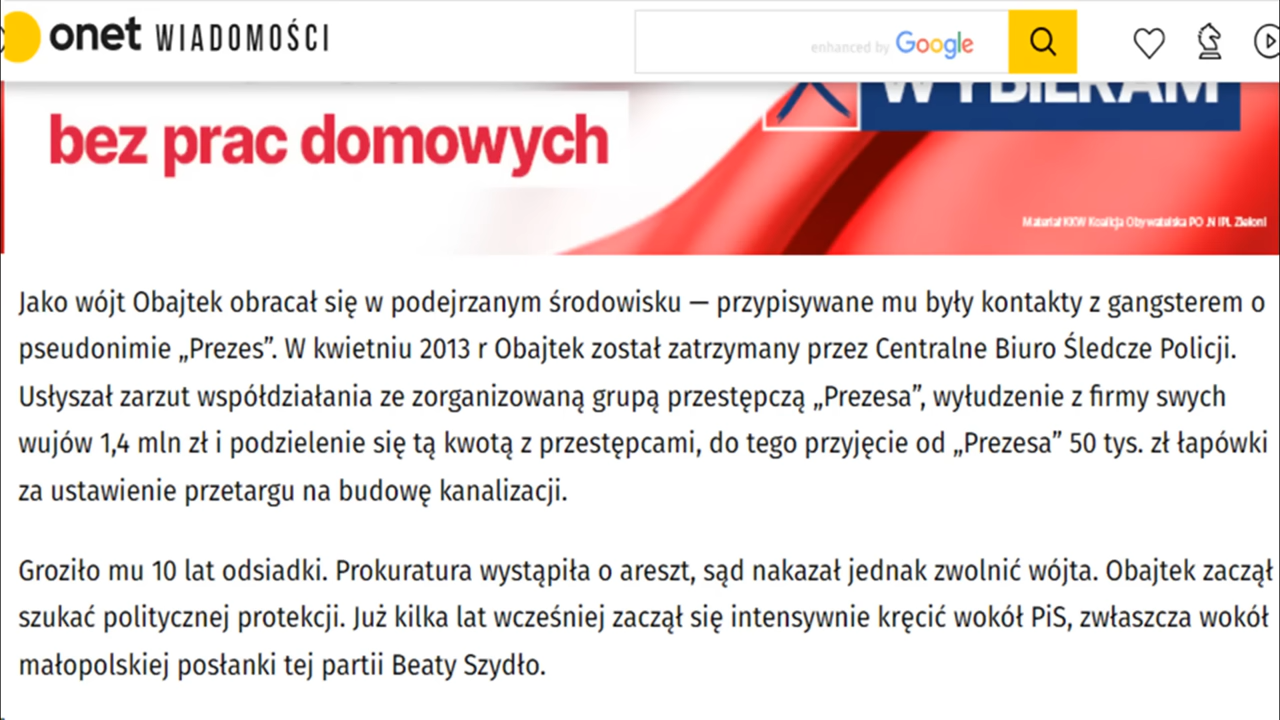 onet WIADOMOŚCI
enhanced by Google
WYBIERAM
bez prac domowych
Materiał KKW Koalicja Obywatelska PO .N IPL Zieloni
Jako wójt Obajtek obracał się w podejrzanym środowisku — przypisywane mu były kontakty z gangsterem o
pseudonimie „Prezes”. W kwietniu 2013 r Obajtek został zatrzymany przez Centralne Biuro Śledcze Policji.
Usłyszał zarzut współdziałania ze zorganizowaną grupą przestępczą „Prezesa”, wyłudzenie z firmy swych
wujów 1,4 mln zł i podzielenie się tą kwotą z przestępcami, do tego przyjęcie od „Prezesa” 50 tys. zł łapówki
za ustawienie przetargu na budowę kanalizacji.
Groziło mu 10 lat odsiadki. Prokuratura wystąpiła o areszt, sąd nakazał jednak zwolnić wójta. Obajtek zaczął
szukać politycznej protekcji. Już kilka lat wcześniej zaczął się intensywnie kręcić wokół PiS, zwłaszcza wokół
małopolskiej posłanki tej partii Beaty Szydło.